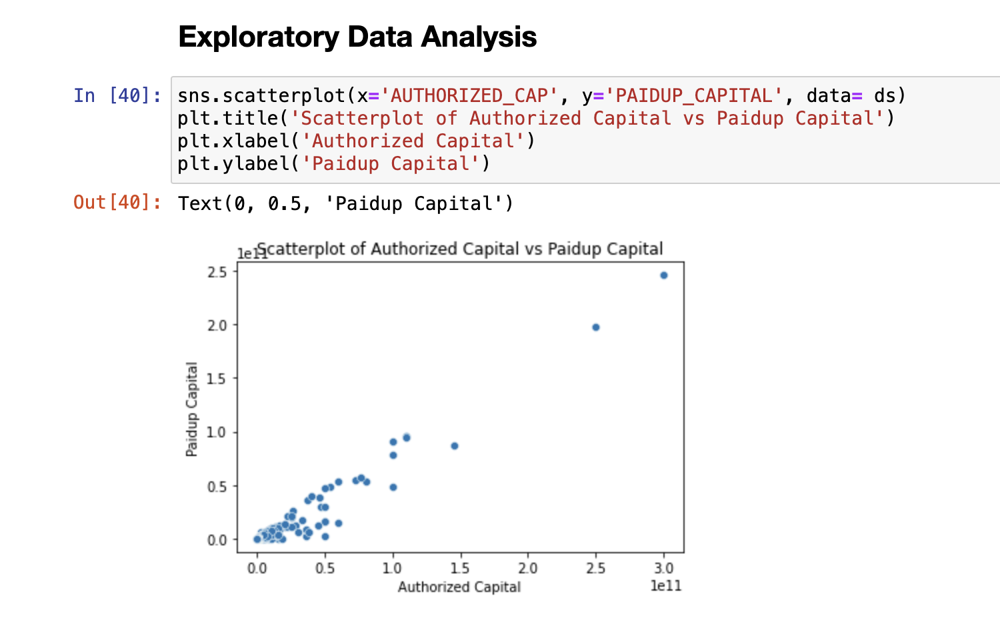 Exploratory Data Analysis
In [40]: sns.scatterplot(x='AUTHORIZED_CAP', y='PAIDUP_CAPITAL', data= ds)
plt.title('Scatterplot of Authorized Capital vs Paidup Capital')
plt.xlabel('Authorized Capital')
plt.ylabel('Paidup Capital')
Out[40]: Text(0, 0.5, 'Paidup Capital')
1e11
Scatterplot of Authorized Capital vs Paidup Capital
2.5
2.0
1.5
1.0
0.5
0.0
Paidup Capital
0.0 0.5 1.0 1.5 2.0 2.5 3.0
Authorized Capital
1e11